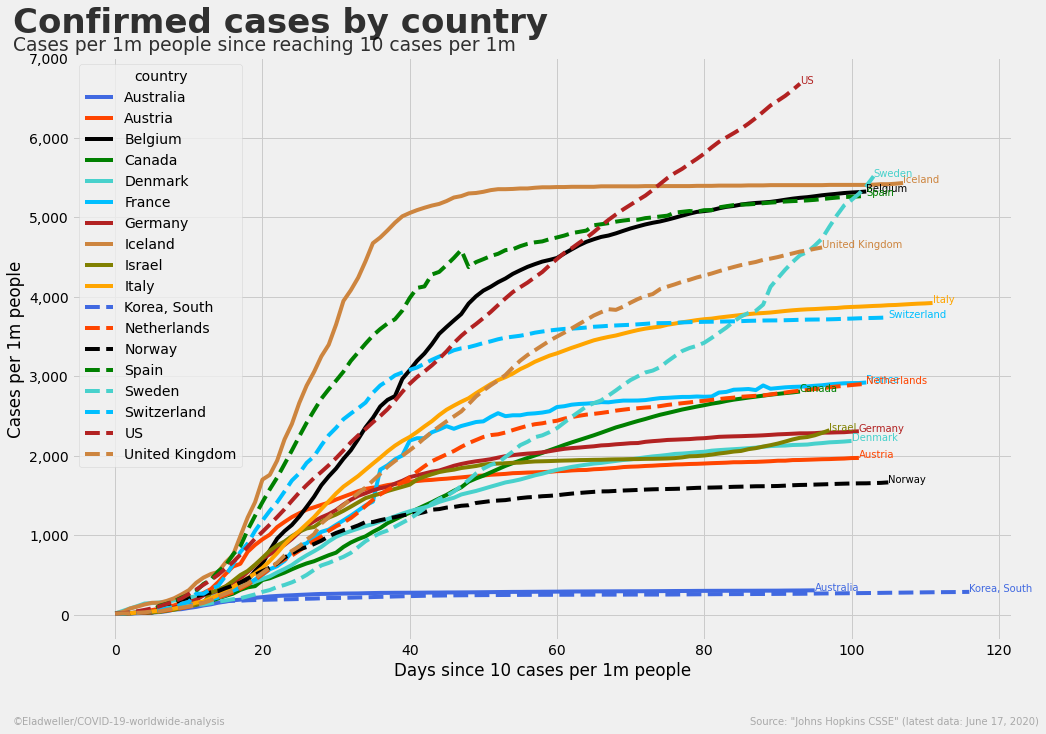 Confirmed cases by country
Cases per 1m people since reaching 10 cases per 1m
7,000
6,000
5,000
4,000
3,000
2,000
1,000
0
Cases per 1m people
country
Australia
Austria
Belgium
Canada
Denmark
France
Germany
Iceland
Israel
Italy
Korea, South
Netherlands
Norway
Spain
Sweden
Switzerland
US
United Kingdom
US
Sweden
Iceland
Belgium
Spain
United Kingdom
Italy
Switzerland
Netherlands
Canada
Israel
Germany
Denmark
Austria
Norway
Australia
Korea, South
0 20 40 60 80 100 120
Days since 10 cases per 1m people
©Eladweller/COVID-19-worldwide-analysis
Source: "Johns Hopkins CSSE" (latest data: June 17, 2020)